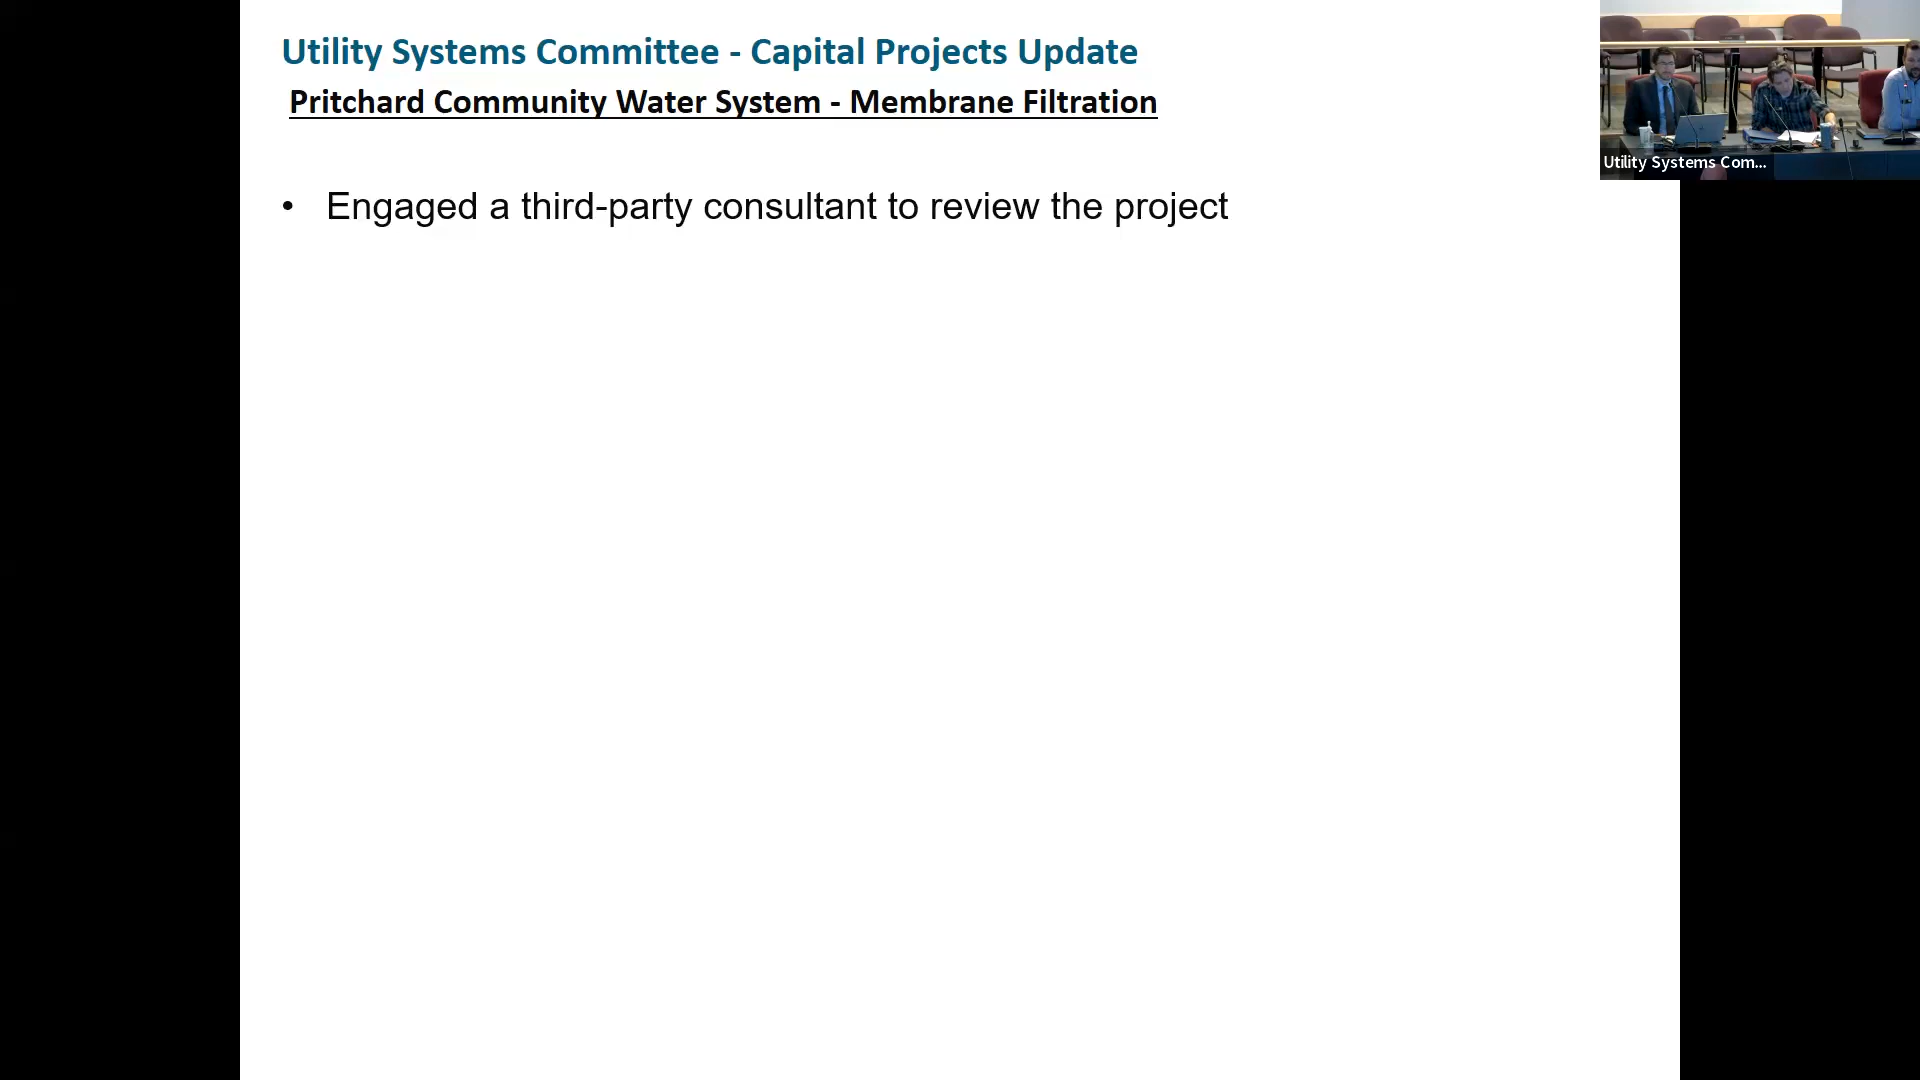 Utility Systems Committee - Capital Projects Update
Pritchard Community Water System - Membrane Filtration
• Engaged a third-party consultant to review the project
Utility Systems Com...